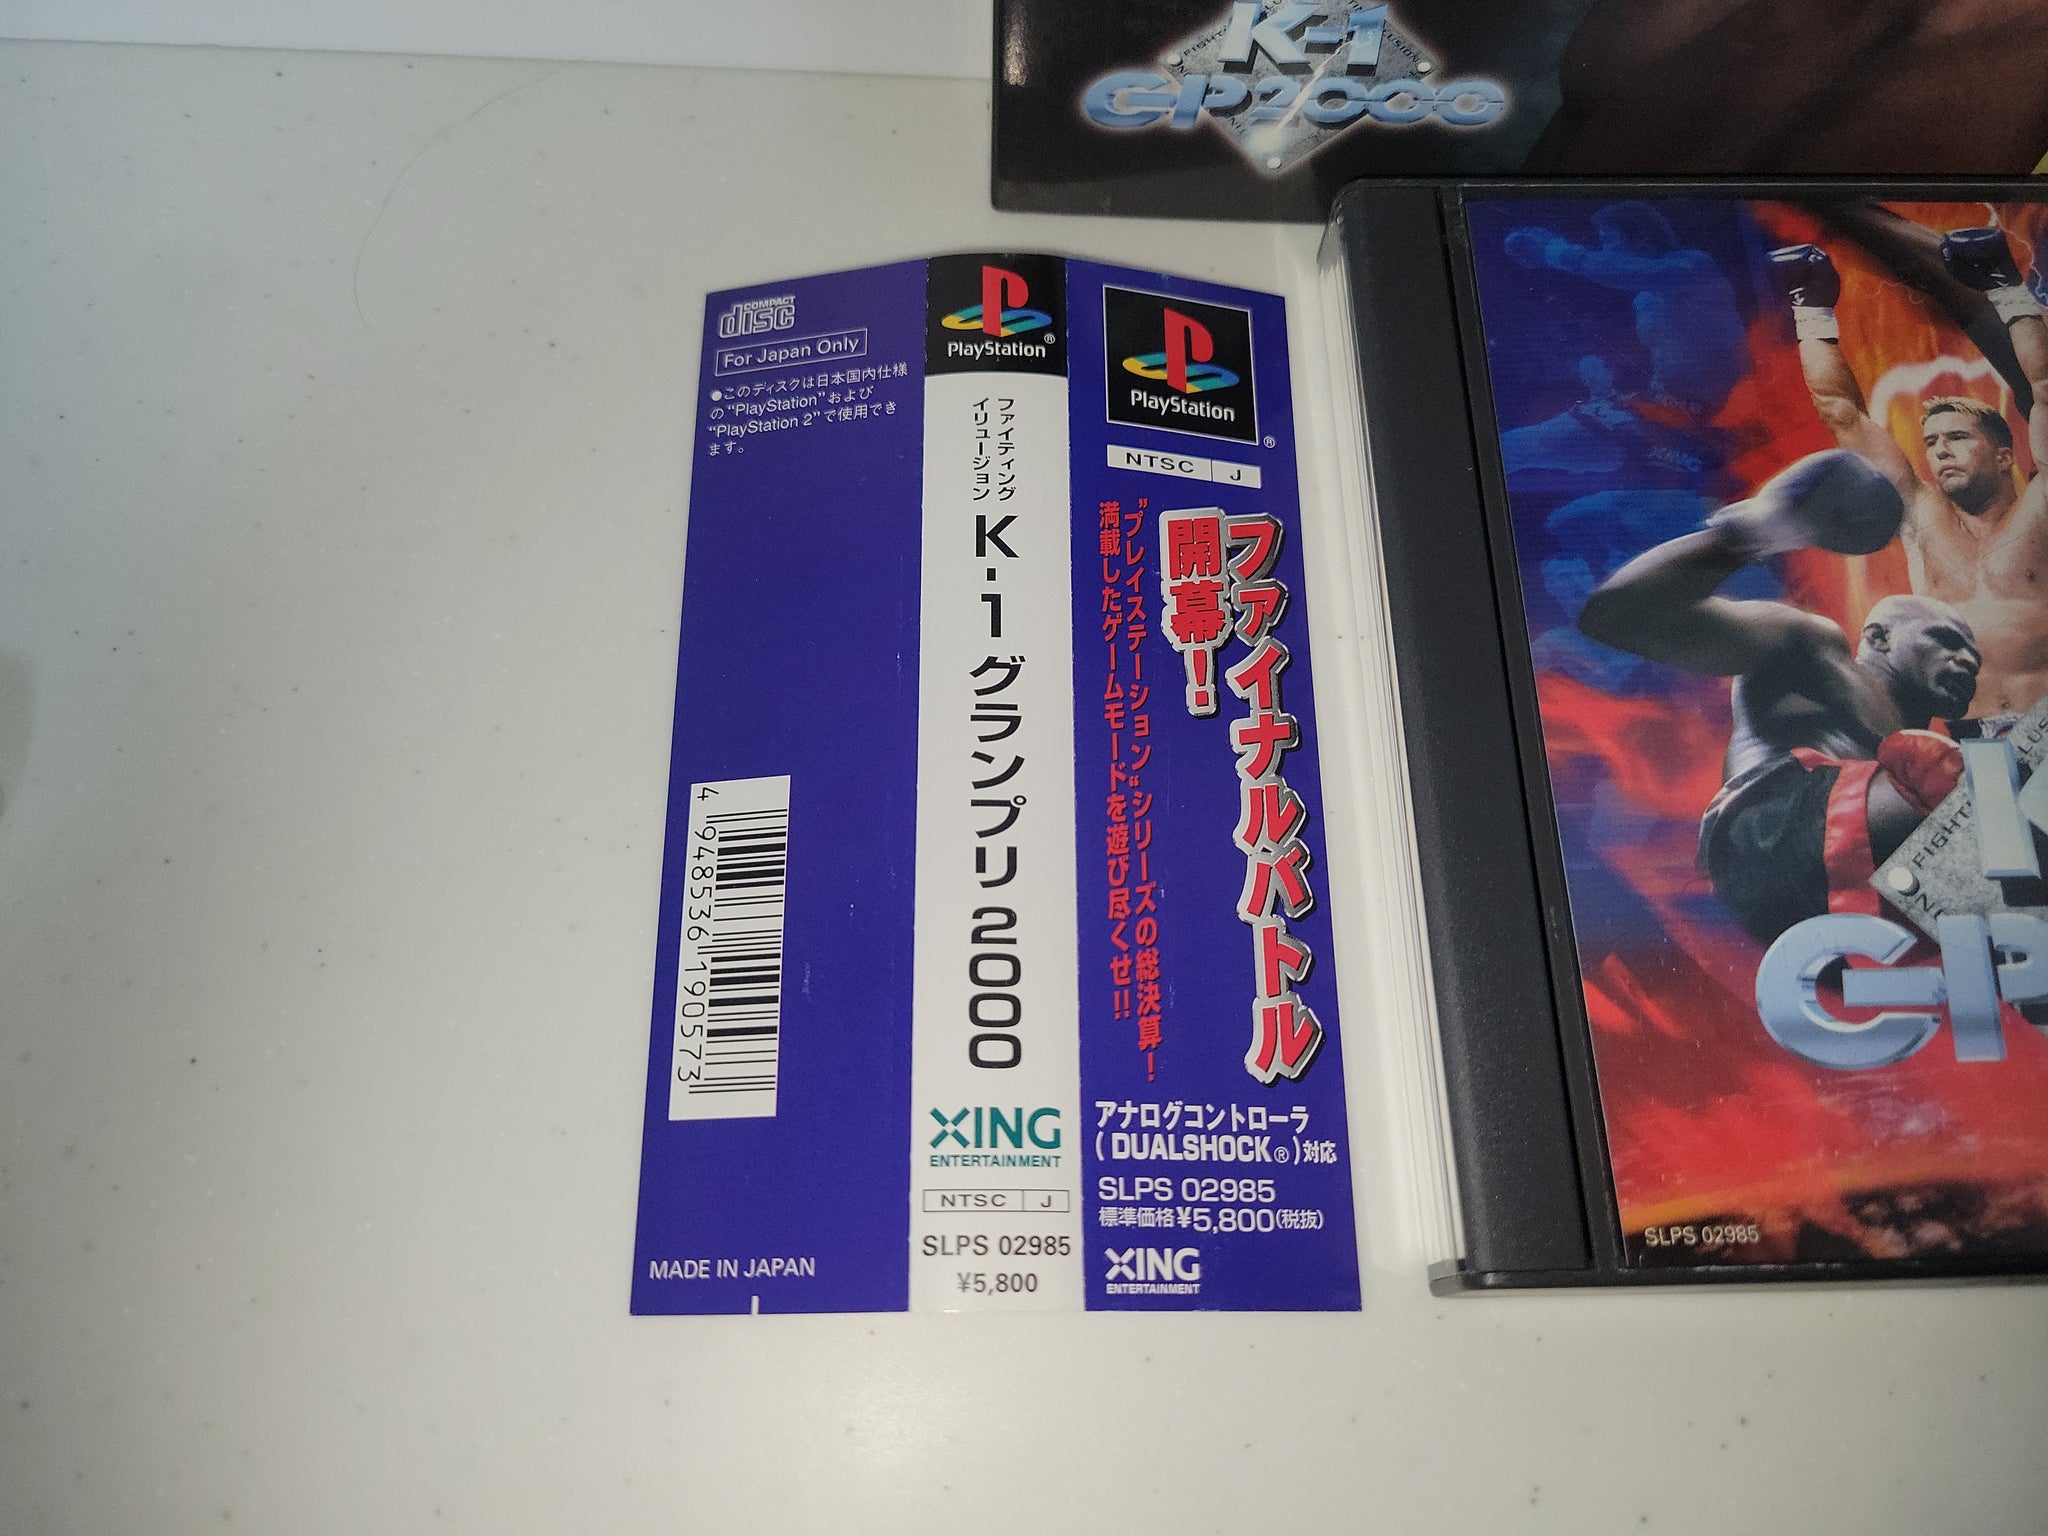 K-1
GP2000
COMPACT
disc
For Japan Only
●このディスクは日本国内仕様
の“PlayStation”および
“PlayStation 2”で使用でき
ます。
4 948536 190573
MADE IN JAPAN
PlayStation®
ファイティング
イリュージョン
K-1 グランプリ 2000
XING
ENTERTAINMENT
NTSC J
SLPS 02985
¥5,800
PlayStation
®
NTSC J
ファイナルバトル
開幕！
“プレイステーション”シリーズの総決算！
満載したゲームモードを遊び尽くせ!!
アナログコントローラ
(DUALSHOCK®)対応
SLPS 02985
標準価格¥5,800(税抜)
XING
ENTERTAINMENT
FIGHT
GP
SLPS 02985